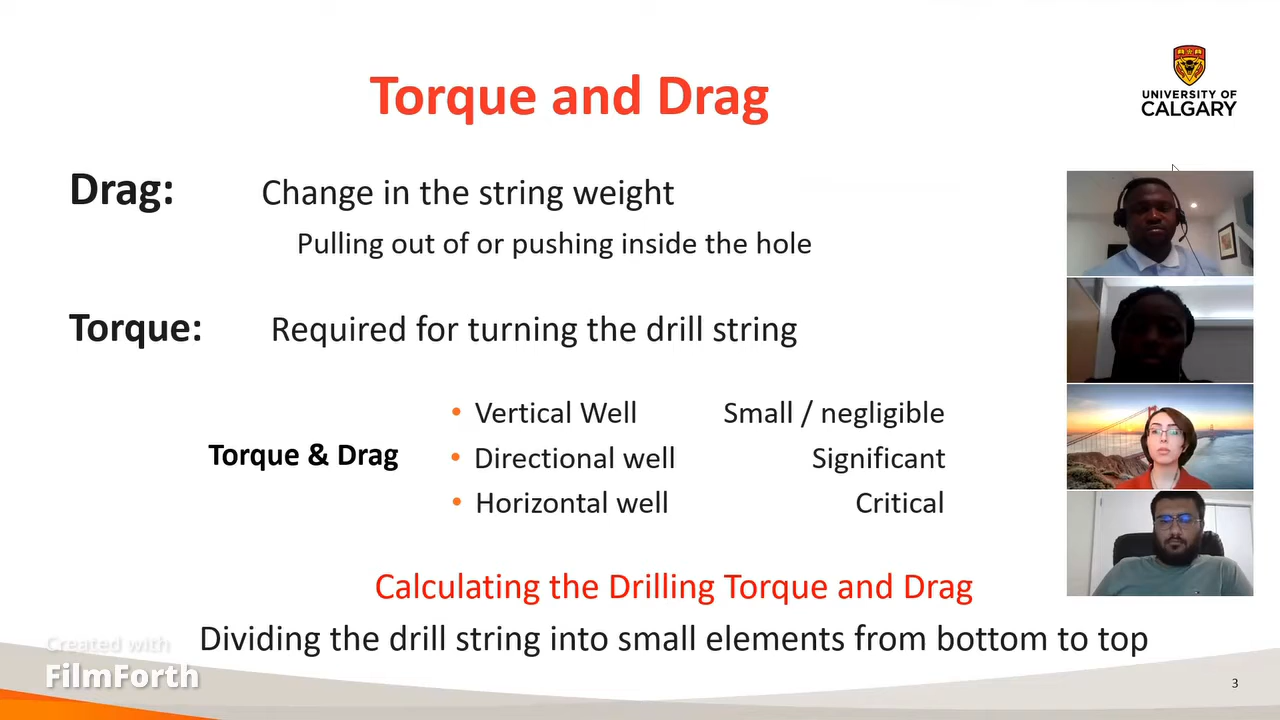 Torque and Drag
UNIVERSITY OF
CALGARY
Drag: Change in the string weight
Pulling out of or pushing inside the hole
Torque: Required for turning the drill string
• Vertical Well Small / negligible
Torque & Drag • Directional well Significant
• Horizontal well Critical
Calculating the Drilling Torque and Drag
Dividing the drill string into small elements from bottom to top
Created with
FilmForth
3